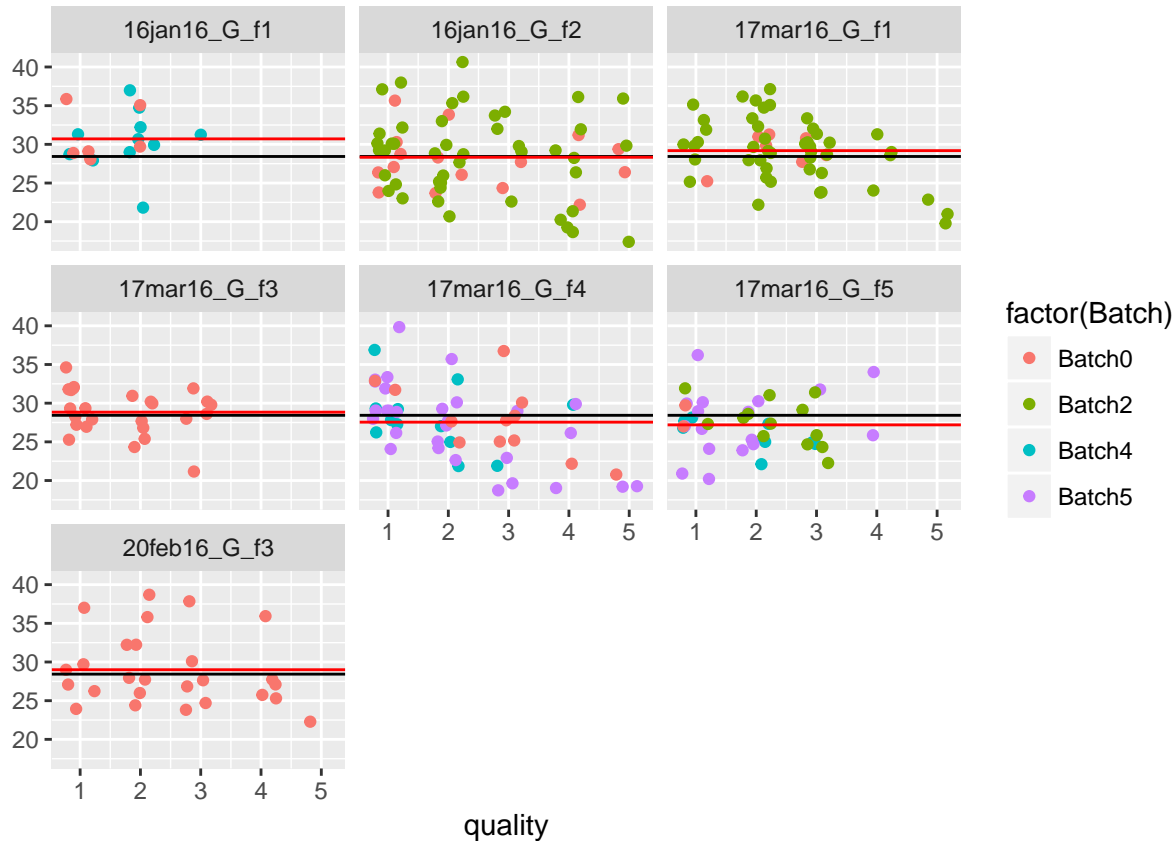 16jan16_G_f1 16jan16_G_f2 17mar16_G_f1
40
35
30
25
20
17mar16_G_f3 17mar16_G_f4 17mar16_G_f5
40
35
30
25
20
1 2 3 4 5 1 2 3 4 5
20feb16_G_f3
40
35
30
25
20
1 2 3 4 5
quality
factor(Batch)
Batch0
Batch2
Batch4
Batch5